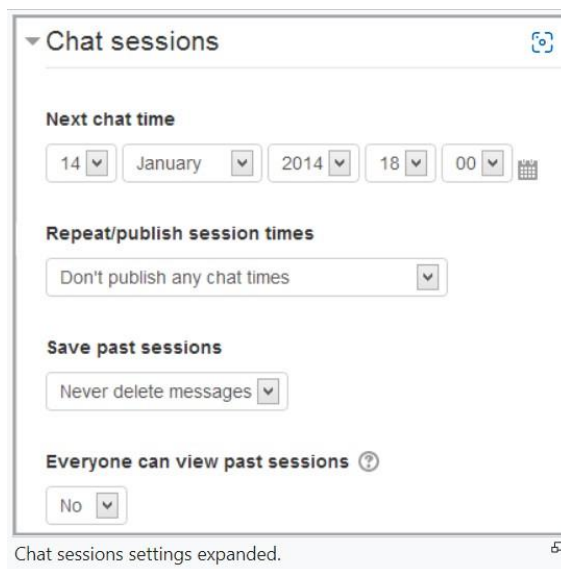 Chat sessions
Next chat time
14 January 2014 18 00
Repeat/publish session times
Don't publish any chat times
Save past sessions
Never delete messages
Everyone can view past sessions ?
No
Chat sessions settings expanded.